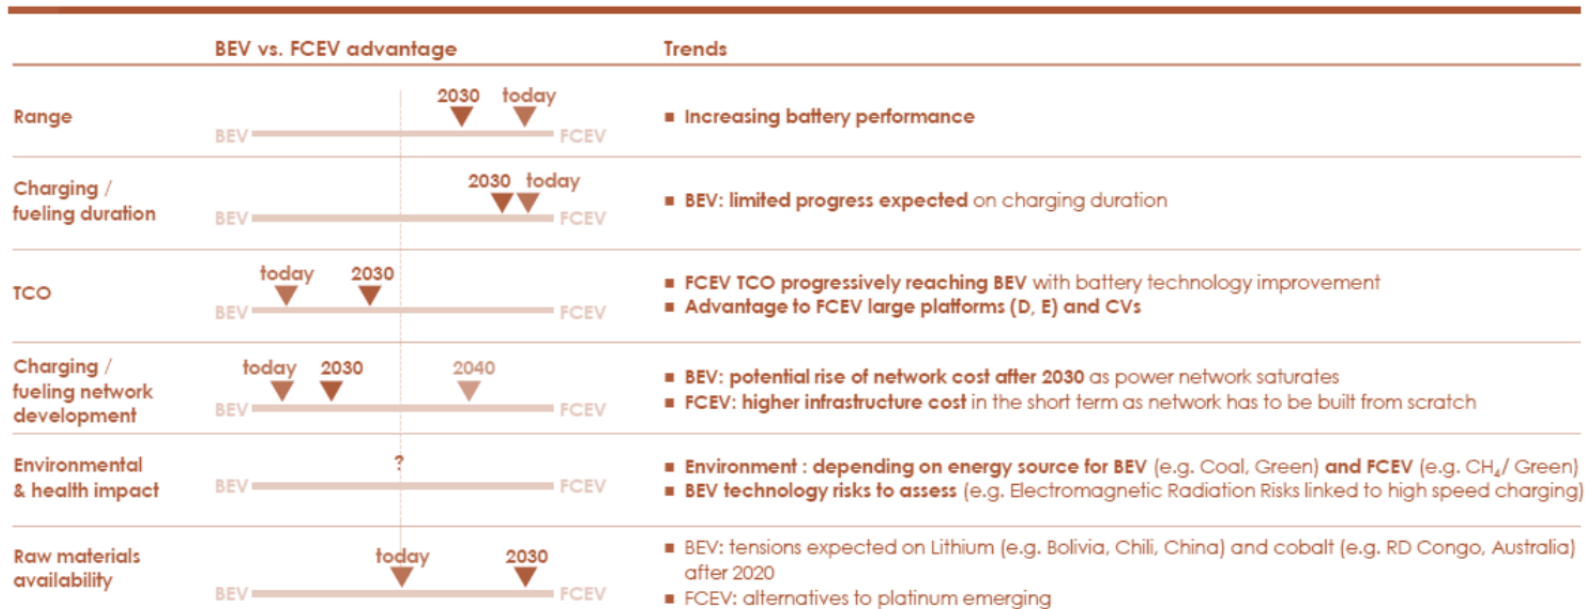 BEV vs. FCEV advantage Trends
Range
2030 today
BEV FCEV
■ Increasing battery performance
Charging /
fueling duration
2030 today
BEV FCEV
■ BEV: limited progress expected on charging duration
TCO
today 2030
BEV FCEV
■ FCEV TCO progressively reaching BEV with battery technology improvement
■ Advantage to FCEV large platforms (D, E) and CVs
Charging /
fueling network
development
today 2030 2040
BEV FCEV
■ BEV: potential rise of network cost after 2030 as power network saturates
■ FCEV: higher infrastructure cost in the short term as network has to be built from scratch
Environmental
& health impact
?
BEV FCEV
■ Environment : depending on energy source for BEV (e.g. Coal, Green) and FCEV (e.g. CH₄/ Green)
■ BEV technology risks to assess (e.g. Electromagnetic Radiation Risks linked to high speed charging)
Raw materials
availability
today 2030
BEV FCEV
■ BEV: tensions expected on Lithium (e.g. Bolivia, Chili, China) and cobalt (e.g. RD Congo, Australia)
after 2020
■ FCEV: alternatives to platinum emerging